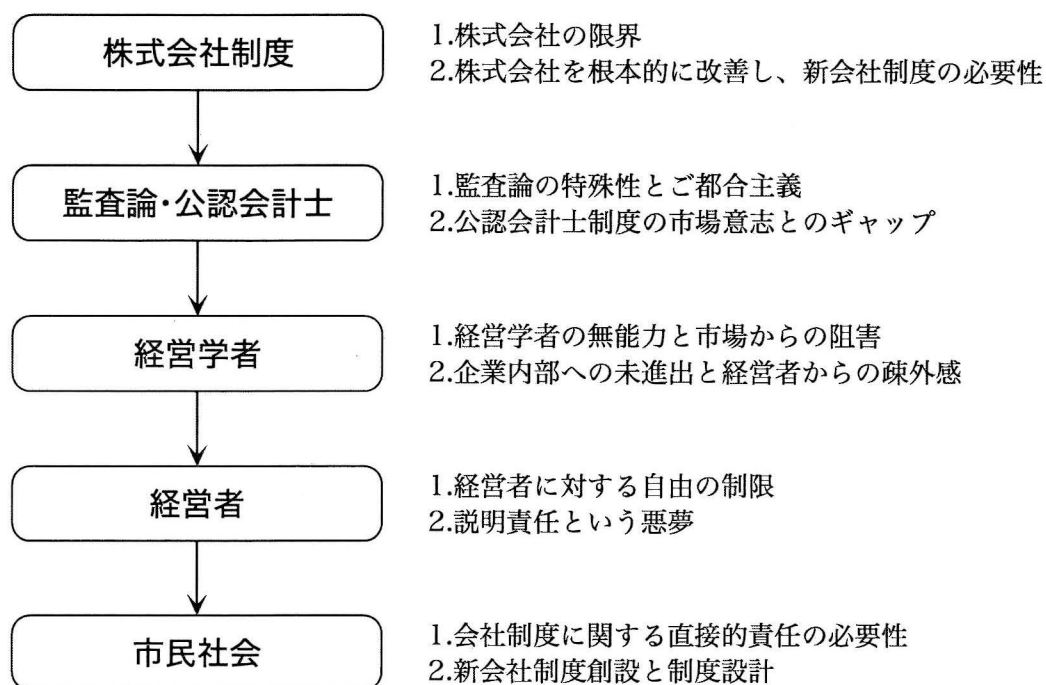 株式会社制度
1.株式会社の限界
2.株式会社を根本的に改善し、新会社制度の必要性
監査論・公認会計士
1.監査論の特殊性とご都合主義
2.公認会計士制度の市場意志とのギャップ
経営学者
1.経営学者の無能力と市場からの阻害
2.企業内部への未進出と経営者からの疎外感
経営者
1.経営者に対する自由の制限
2.説明責任という悪夢
市民社会
1.会社制度に関する直接的責任の必要性
2.新会社制度創設と制度設計